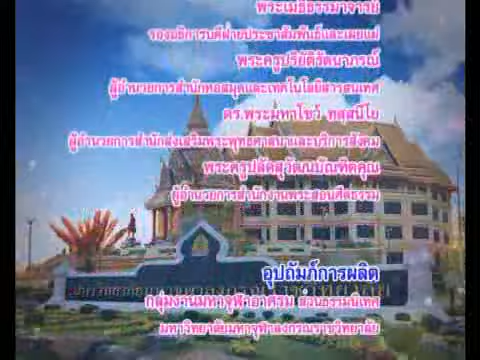 พระเมธีธรรมาจารย์
รองอธิการบดีฝ่ายประชาสัมพันธ์และเผยแผ่
พระครูปริยัติรัตนาภรณ์
ผู้อำนวยการสำนักหอสมุดและเทคโนโลยีสารสนเทศ
ดร.พระมหาโชว์ ทสฺสนีโย
ผู้อำนวยการสำนักส่งเสริมพระพุทธศาสนาและบริการสังคม
พระครูปลัดสุวัฒนบัณฑิตคุณ
ผู้อำนวยการสำนักงานพระสอนศีลธรรม
อุปถัมภ์การผลิต
กลุ่มงานมหาจุฬาอาศรม ส่วนธรรมนิเทศ
มหาวิทยาลัยมหาจุฬาลงกรณราชวิทยาลัย